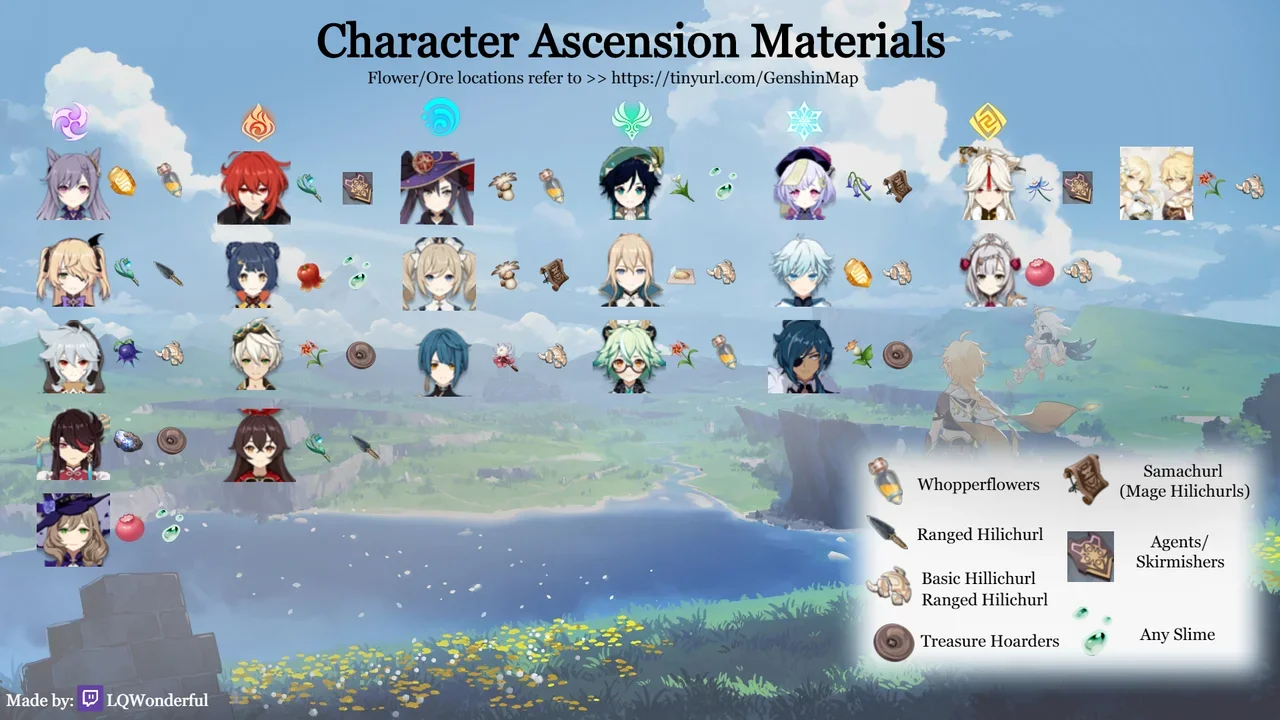 Character Ascension Materials
Flower/Ore locations refer to >> https://tinyurl.com/GenshinMap
Whopperflowers
Samachurl
(Mage Hilichurls)
Ranged Hilichurl
Agents/
Skirmishers
Basic Hillichurl
Ranged Hilichurl
Treasure Hoarders
Any Slime
Made by: LQWonderful